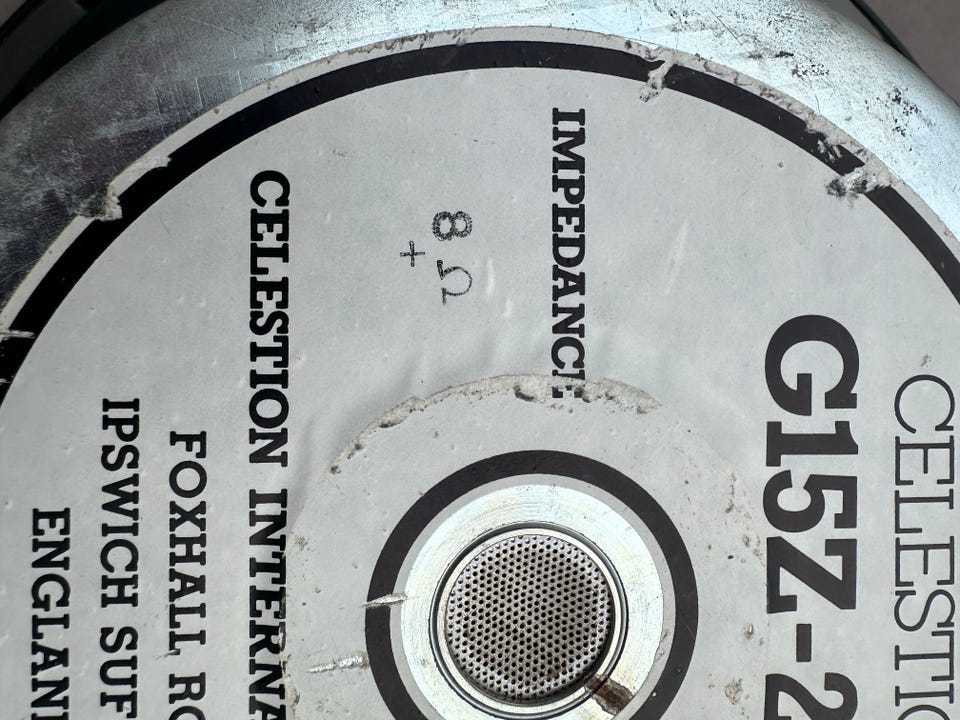 CELESTIO
G15Z-2
IMPEDANCE
8 Ω
+
CELESTION INTERNA
FOXHALL RO
IPSWICH SUF
ENGLAN